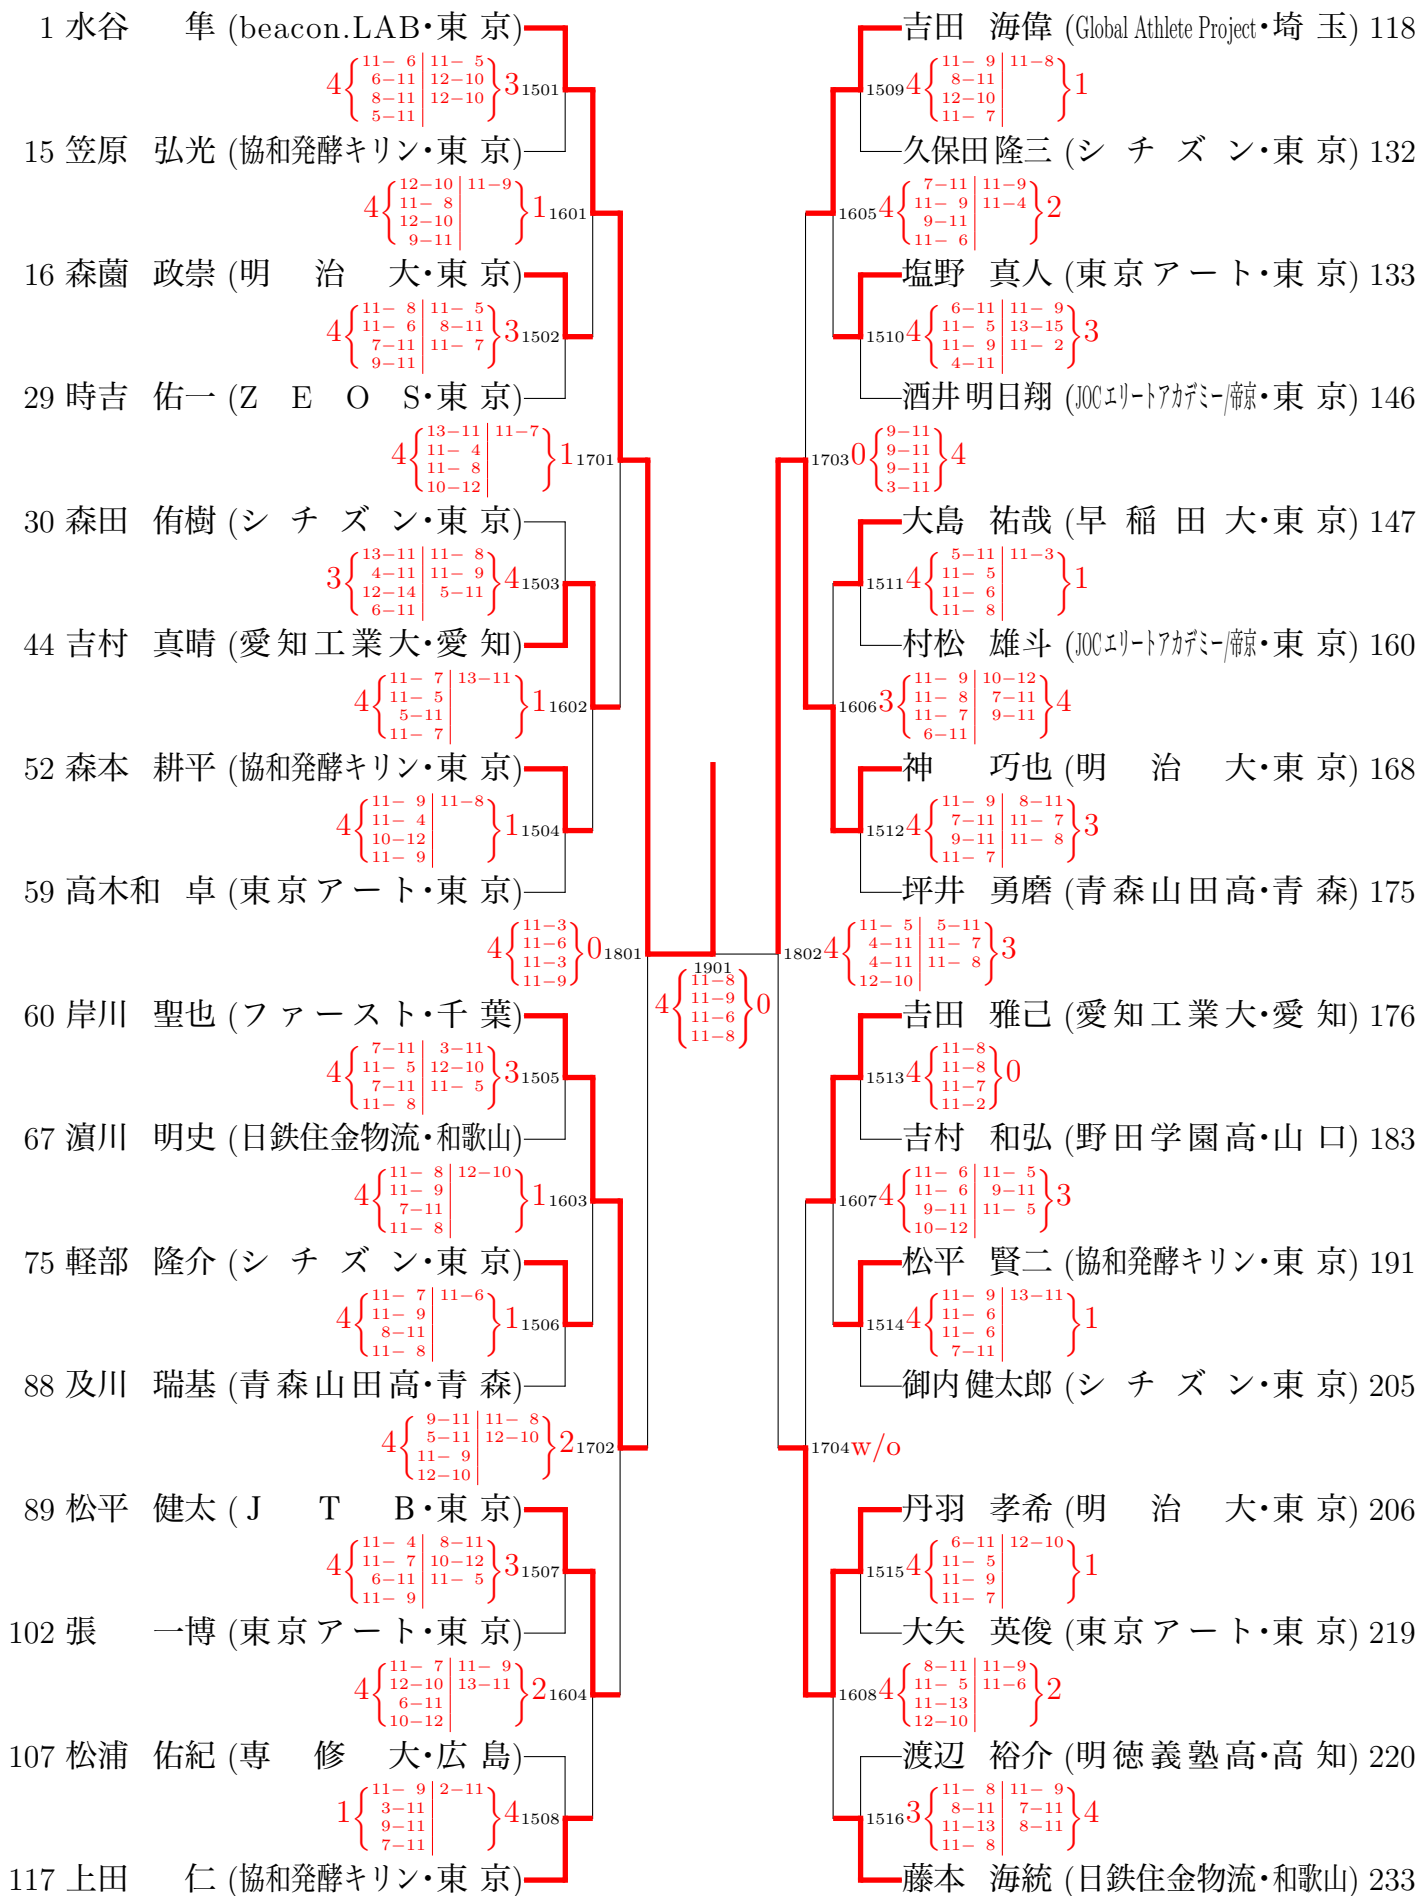 1 水谷 隼 (beacon.LAB・東 京)
4 11- 6 11- 5
6-11 12-10
8-11 12-10
5-11
3 1501
15 笠原 弘光 (協和発酵キリン・東 京)
4 12-10 11-9
11- 8
12-10
9-11
1 1601
16 森薗 政崇 (明 治 大・東 京)
4 11- 8 11- 5
11- 6 8-11
7-11 11- 7
9-11
3 1502
29 時吉 佑一 (Z E O S・東 京)
4 13-11 11-7
11- 4
11- 8
10-12
1 1701
30 森田 侑樹 (シ チ ズ ン・東 京)
3 13-11 11- 8
4-11 11- 9
12-14 5-11
6-11
4 1503
44 吉村 真晴 (愛知工業大・愛 知)
4 11- 7 13-11
11- 5
5-11
11- 7
1 1602
52 森本 耕平 (協和発酵キリン・東 京)
4 11- 9 11-8
11- 4
10-12
11- 9
1 1504
59 高木和 卓 (東京アート・東 京)
4 11-3
11-6
11-3
11-9
0 1801
60 岸川 聖也 (ファースト・千 葉)
4 7-11 3-11
11- 5 12-10
7-11 11- 5
11- 8
3 1505
67 濵川 明史 (日鉄住金物流・和歌山)
4 11- 8 12-10
11- 9
7-11
11- 8
1 1603
75 軽部 隆介 (シ チ ズ ン・東 京)
4 11- 7 11-6
11- 9
8-11
11- 8
1 1506
88 及川 瑞基 (青森山田高・青 森)
4 9-11 11- 8
5-11 12-10
11- 9
12-10
2 1702
89 松平 健太 (J T B・東 京)
4 11- 4 8-11
11- 7 10-12
6-11 11- 5
11- 9
3 1507
102 張 一博 (東京アート・東 京)
4 11- 7 11- 9
12-10 13-11
6-11
10-12
2 1604
107 松浦 佑紀 (専 修 大・広 島)
1 11- 9 2-11
3-11
9-11
7-11
4 1508
117 上田 仁 (協和発酵キリン・東 京)
1901
4 11-8
11-9
11-6
11-8
0
吉田 海偉 (Global Athlete Project・埼 玉) 118
1509 4 11- 9 11-8
8-11
12-10
11- 7
1
久保田隆三 (シ チ ズ ン・東 京) 132
1605 4 7-11 11-9
11- 9 11-4
9-11
11- 6
2
塩野 真人 (東京アート・東 京) 133
1510 4 6-11 11- 9
11- 5 13-15
11- 9 11- 2
4-11
3
酒井明日翔 (JOCエリートアカデミー/帝京・東 京) 146
1703 0 9-11
9-11
9-11
3-11
4
大島 祐哉 (早 稲 田 大・東 京) 147
1511 4 5-11 11-3
11- 5
11- 6
11- 8
1
村松 雄斗 (JOCエリートアカデミー/帝京・東 京) 160
1606 3 11- 9 10-12
11- 8 7-11
11- 7 9-11
6-11
4
神 巧也 (明 治 大・東 京) 168
1512 4 11- 9 8-11
7-11 11- 7
9-11 11- 8
11- 7
3
坪井 勇磨 (青森山田高・青 森) 175
1802 4 11- 5 5-11
4-11 11- 7
4-11 11- 8
12-10
3
吉田 雅己 (愛知工業大・愛 知) 176
1513 4 11-8
11-8
11-7
11-2
0
吉村 和弘 (野田学園高・山 口) 183
1607 4 11- 6 11- 5
11- 6 9-11
9-11 11- 5
10-12
3
松平 賢二 (協和発酵キリン・東 京) 191
1514 4 11- 9 13-11
11- 6
11- 6
7-11
1
御内健太郎 (シ チ ズ ン・東 京) 205
1704 w/o
丹羽 孝希 (明 治 大・東 京) 206
1515 4 6-11 12-10
11- 5
11- 9
11- 7
1
大矢 英俊 (東京アート・東 京) 219
1608 4 8-11 11-9
11- 5 11-6
11-13
12-10
2
渡辺 裕介 (明徳義塾高・高 知) 220
1516 3 11- 8 11- 9
8-11 7-11
11-13 8-11
11- 8
4
藤本 海統 (日鉄住金物流・和歌山) 233